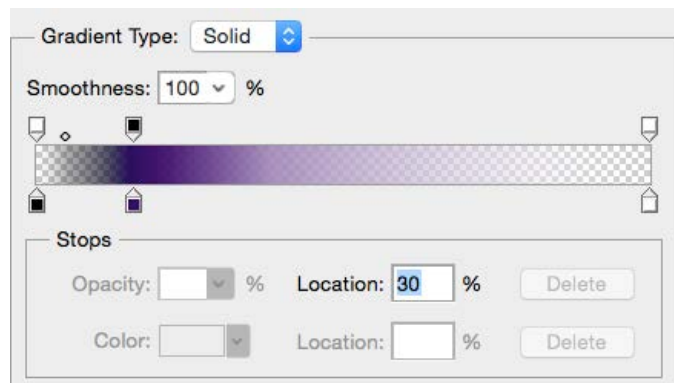 Gradient Type: Solid
Smoothness: 100 %
Stops
Opacity: % Location: 30 % Delete
Color: Location: % Delete